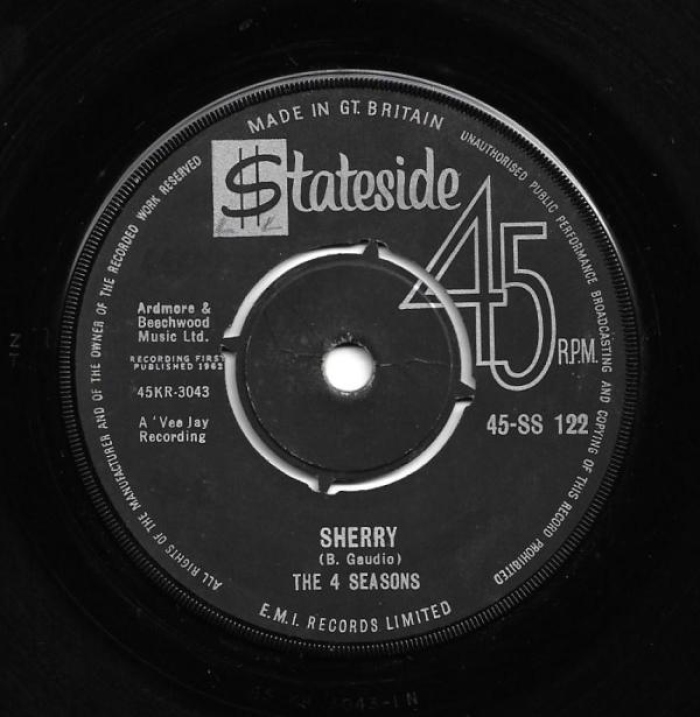 MADE IN GT. BRITAIN
UNAUTHORISED PUBLIC PERFORMANCE BROADCASTING AND COPYING OF THIS RECORD PROHIBITED
ALL RIGHTS OF THE MANUFACTURER AND OF THE OWNER OF THE RECORDED WORK RESERVED
$tateside
45
R.P.M.
Ardmore &
Beechwood
Music Ltd.
RECORDING FIRST
PUBLISHED 1962
45KR-3043
A 'Vee Jay
Recording
45-SS 122
SHERRY
(B. Gaudio)
THE 4 SEASONS
E.M.I. RECORDS LIMITED